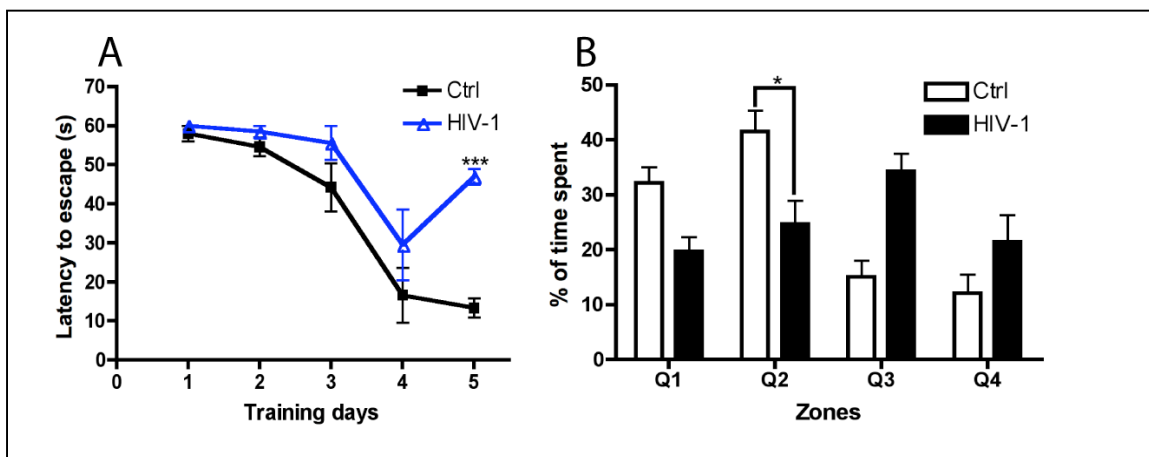 A
Latency to escape (s)
70
60
50
40
30
20
10
0
0 1 2 3 4 5
Training days
Ctrl
HIV-1
***
B
% of time spent
50
40
30
20
10
0
Q1 Q2 Q3 Q4
Zones
*
Ctrl
HIV-1